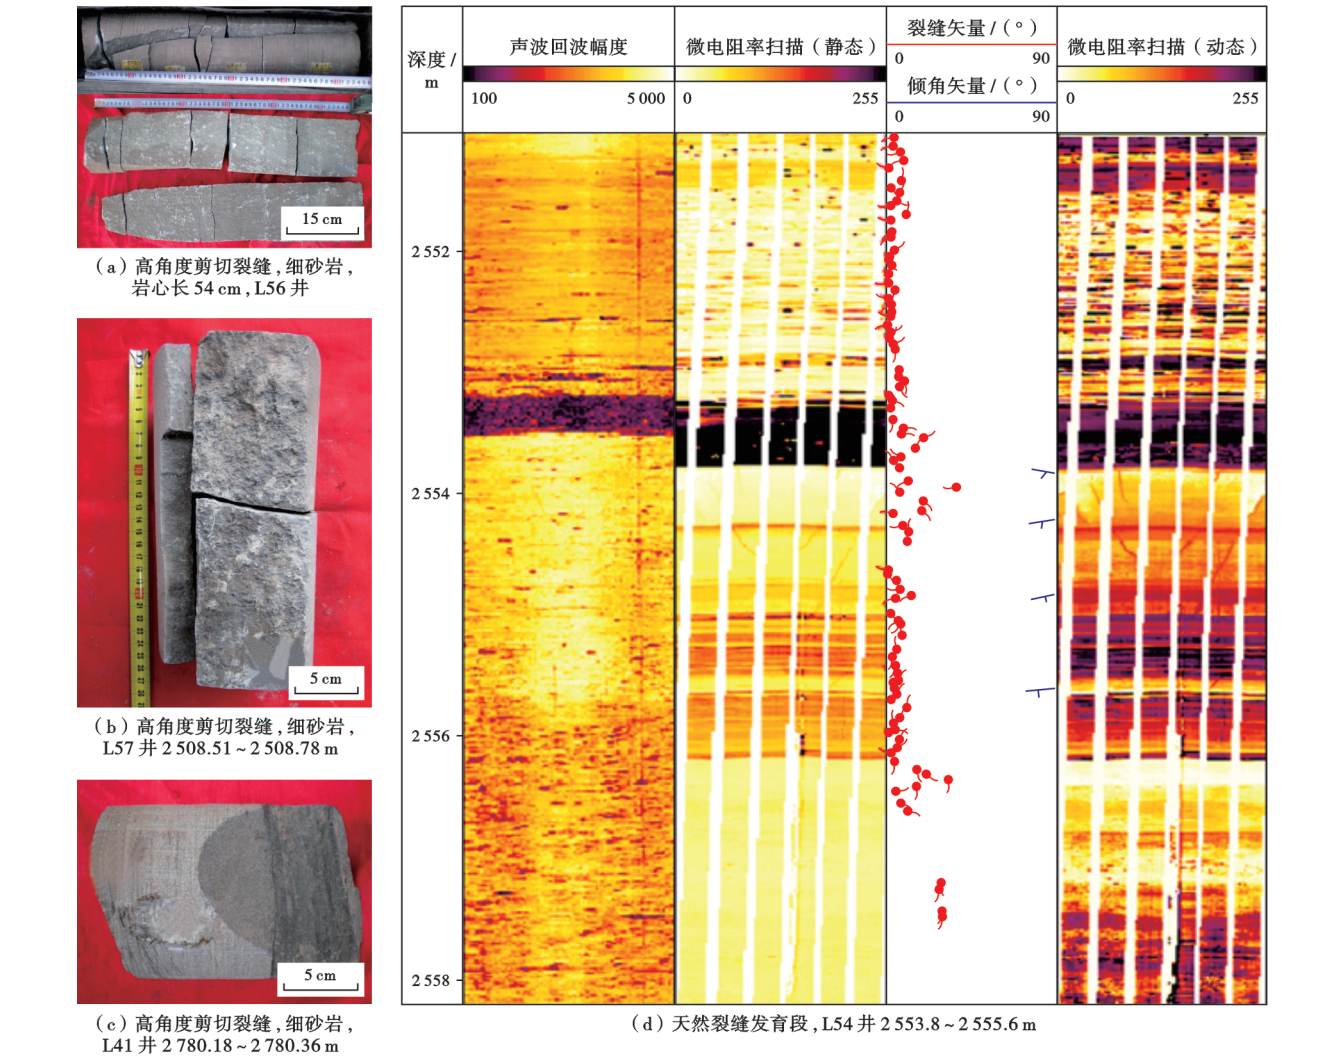 15 cm
（a）高角度剪切裂缝，细砂岩，
岩心长 54 cm，L56 井
5 cm
（b）高角度剪切裂缝，细砂岩，
L57 井 2 508.51 ~ 2 508.78 m
5 cm
（c）高角度剪切裂缝，细砂岩，
L41 井 2 780.18 ~ 2 780.36 m
深度 /
m
声波回波幅度
100 5 000
微电阻率扫描（静态）
0 255
裂缝矢量 /（°）
0 90
倾角矢量 /（°）
0 90
微电阻率扫描（动态）
0 255
2 552
2 554
2 556
2 558
（d）天然裂缝发育段，L54 井 2 553.8 ~ 2 555.6 m